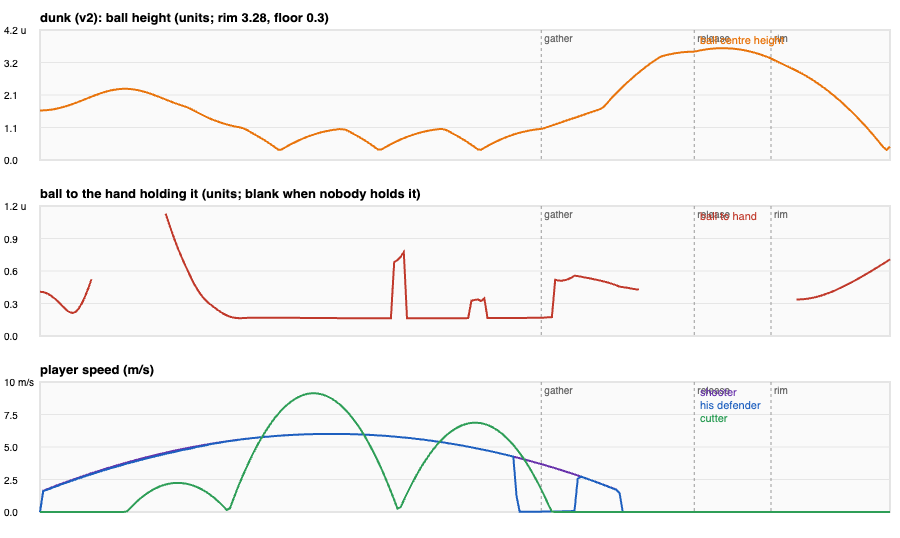 dunk (v2): ball height (units; rim 3.28, floor 0.3)
4.2 u
gather
release
rim
ball centre height
3.2
2.1
1.1
0.0
ball to the hand holding it (units; blank when nobody holds it)
1.2 u
gather
release
rim
ball to hand
0.9
0.6
0.3
0.0
player speed (m/s)
10 m/s
gather
release
rim
shooter
his defender
7.5
cutter
5.0
2.5
0.0